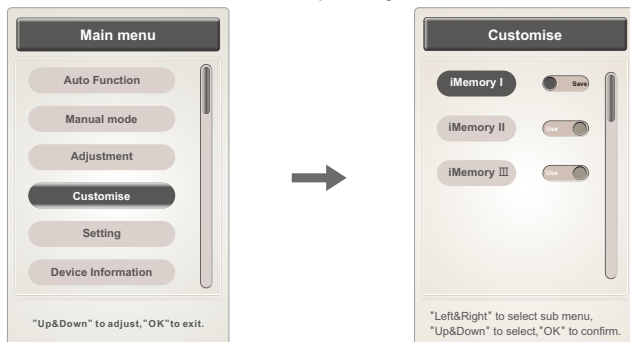 Main menu
Auto Function
Manual mode
Adjustment
Customise
Setting
Device Information
"Up&Down" to adjust,"OK"to exit.
Customise
iMemory I
Save
iMemory II
Use
iMemory Ⅲ
Use
"Left&Right" to select sub menu,
"Up&Down" to select,"OK" to confirm.